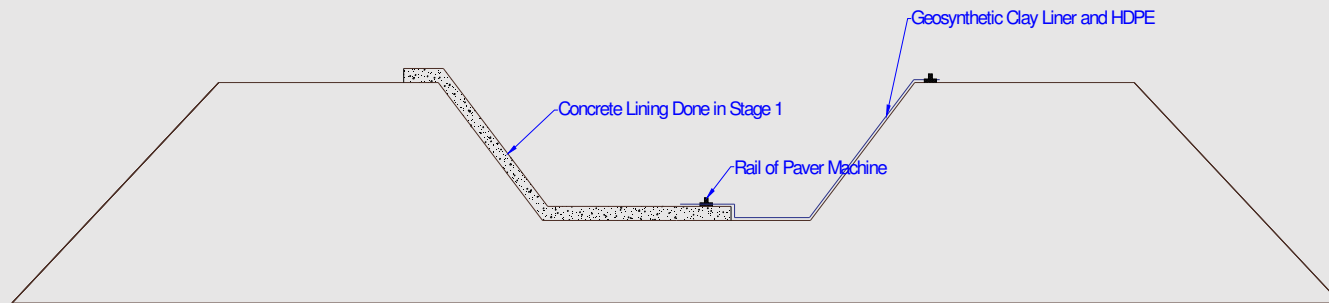 Geosynthetic Clay Liner and HDPE
Concrete Lining Done in Stage 1
Rail of Paver Machine